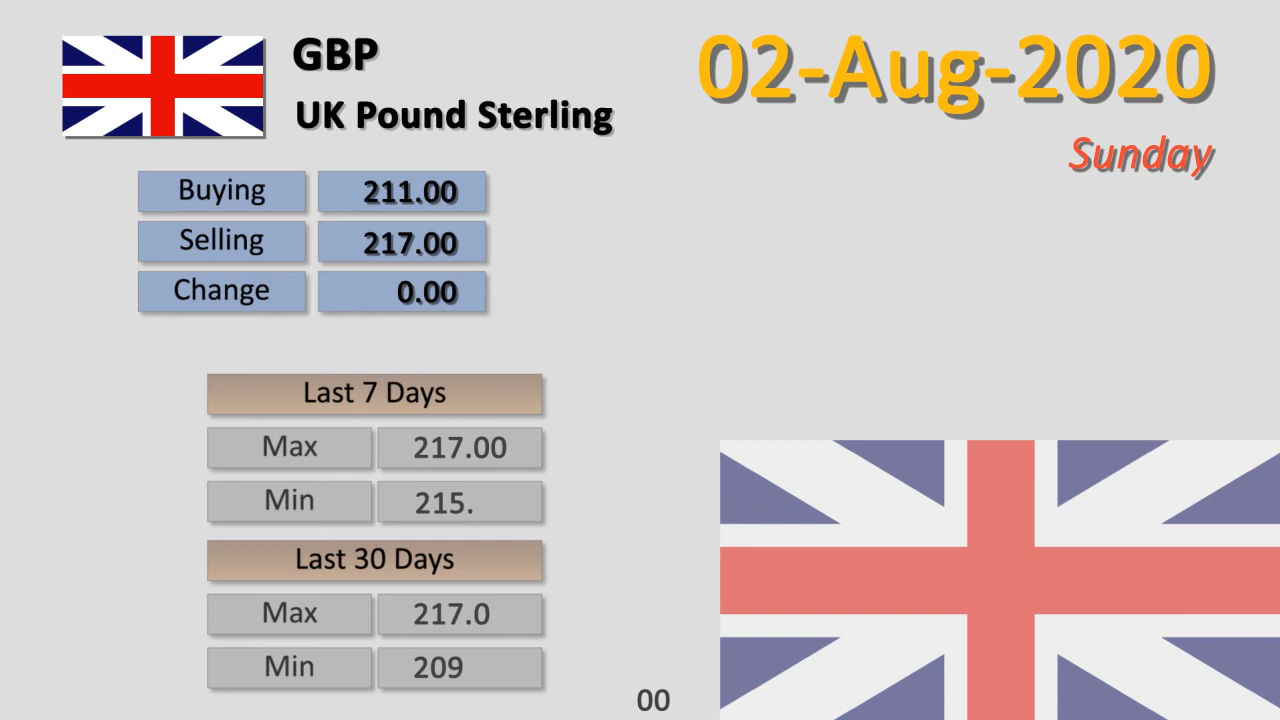 GBP
UK Pound Sterling
02-Aug-2020
Sunday
Buying 211.00
Selling 217.00
Change 0.00
Last 7 Days
Max 217.00
Min 215.
Last 30 Days
Max 217.0
Min 209
00